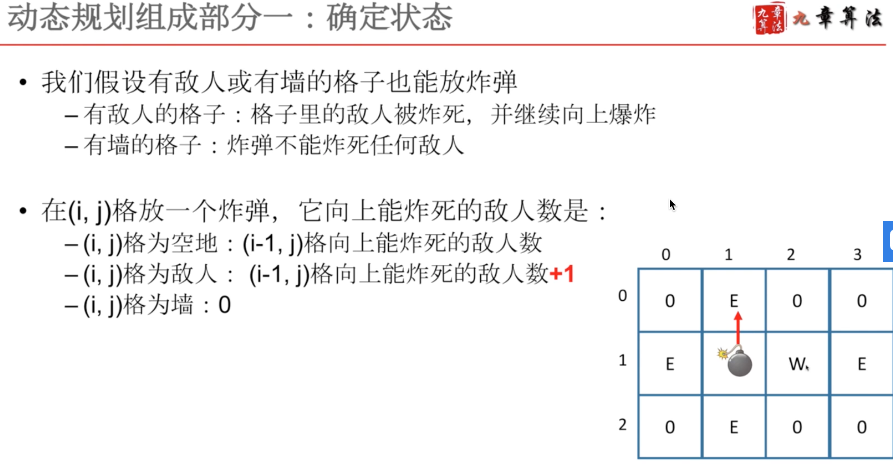 动态规划组成部分一：确定状态
九章算法
九章算法
• 我们假设有敌人或有墙的格子也能放炸弹
– 有敌人的格子：格子里的敌人被炸死，并继续向上爆炸
– 有墙的格子：炸弹不能炸死任何敌人
• 在(i, j)格放一个炸弹，它向上能炸死的敌人数是：
– (i, j)格为空地：(i-1, j)格向上能炸死的敌人数
– (i, j)格为敌人： (i-1, j)格向上能炸死的敌人数+1
– (i, j)格为墙：0
0 1 2 3
0 0 E 0 0
1 E W E
2 0 E 0 0